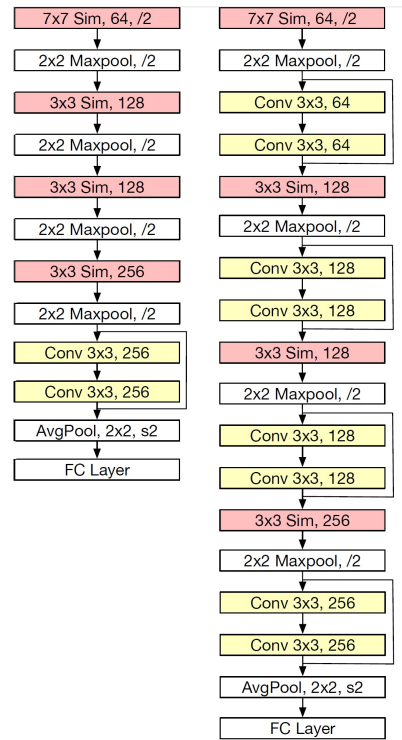 7x7 Sim, 64, /2
2x2 Maxpool, /2
3x3 Sim, 128
2x2 Maxpool, /2
3x3 Sim, 128
2x2 Maxpool, /2
3x3 Sim, 256
2x2 Maxpool, /2
Conv 3x3, 256
Conv 3x3, 256
AvgPool, 2x2, s2
FC Layer
7x7 Sim, 64, /2
2x2 Maxpool, /2
Conv 3x3, 64
Conv 3x3, 64
3x3 Sim, 128
2x2 Maxpool, /2
Conv 3x3, 128
Conv 3x3, 128
3x3 Sim, 128
2x2 Maxpool, /2
Conv 3x3, 128
Conv 3x3, 128
3x3 Sim, 256
2x2 Maxpool, /2
Conv 3x3, 256
Conv 3x3, 256
AvgPool, 2x2, s2
FC Layer